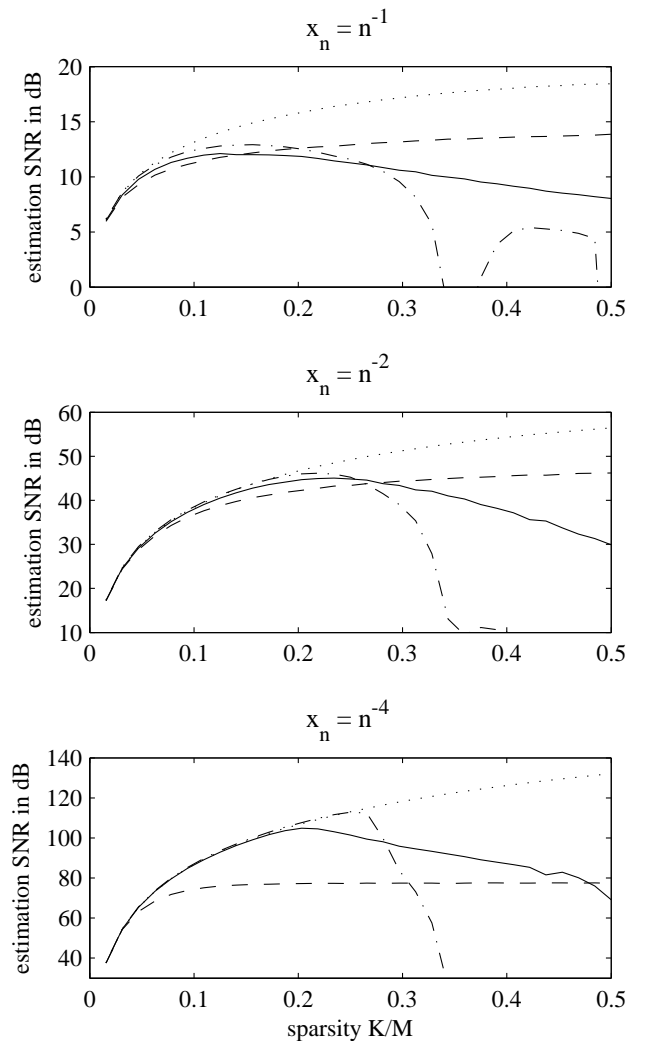 x_n = n^-1
estimation SNR in dB
20
15
10
5
0
0 0.1 0.2 0.3 0.4 0.5
x_n = n^-2
estimation SNR in dB
60
50
40
30
20
10
0 0.1 0.2 0.3 0.4 0.5
x_n = n^-4
estimation SNR in dB
140
120
100
80
60
40
0 0.1 0.2 0.3 0.4 0.5
sparsity K/M